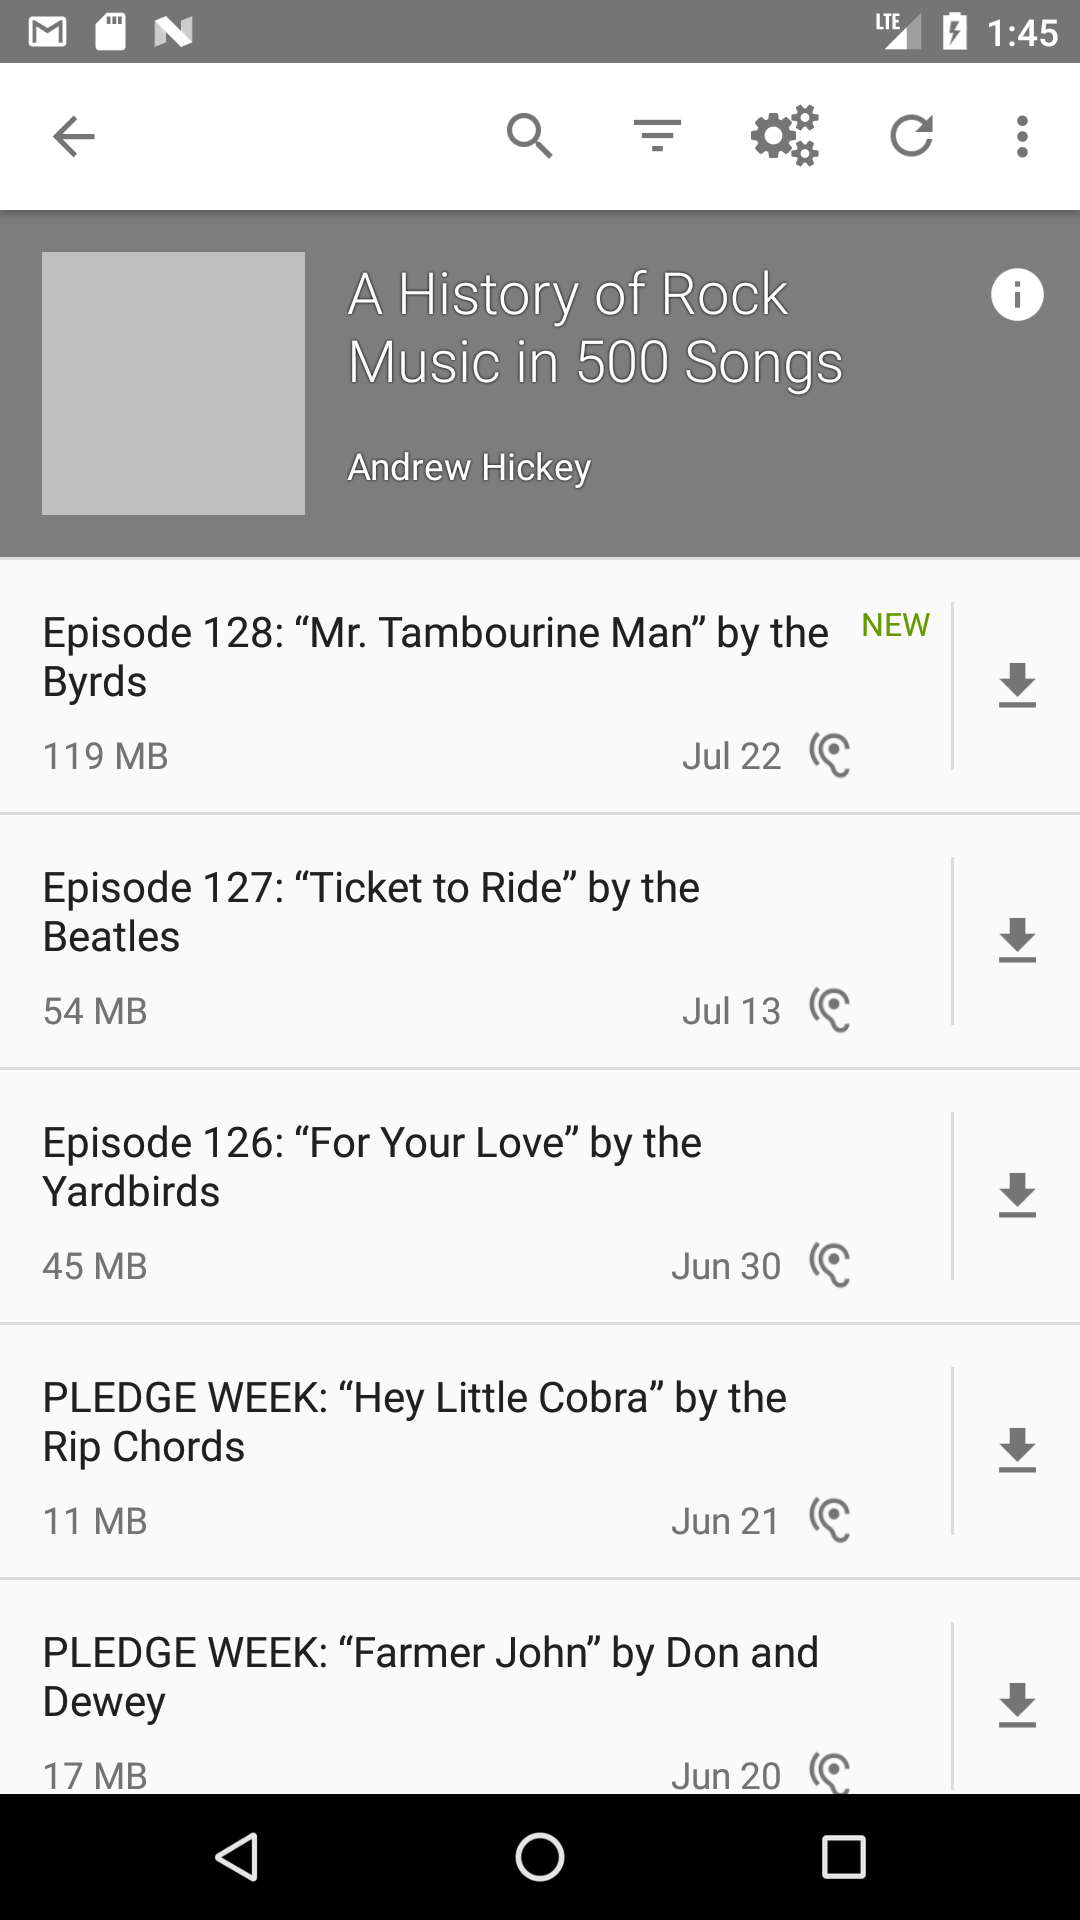 LTE 1:45
A History of Rock
Music in 500 Songs
Andrew Hickey
Episode 128: “Mr. Tambourine Man” by the
Byrds
NEW
119 MB
Jul 22
Episode 127: “Ticket to Ride” by the
Beatles
54 MB
Jul 13
Episode 126: “For Your Love” by the
Yardbirds
45 MB
Jun 30
PLEDGE WEEK: “Hey Little Cobra” by the
Rip Chords
11 MB
Jun 21
PLEDGE WEEK: “Farmer John” by Don and
Dewey
17 MB
Jun 20